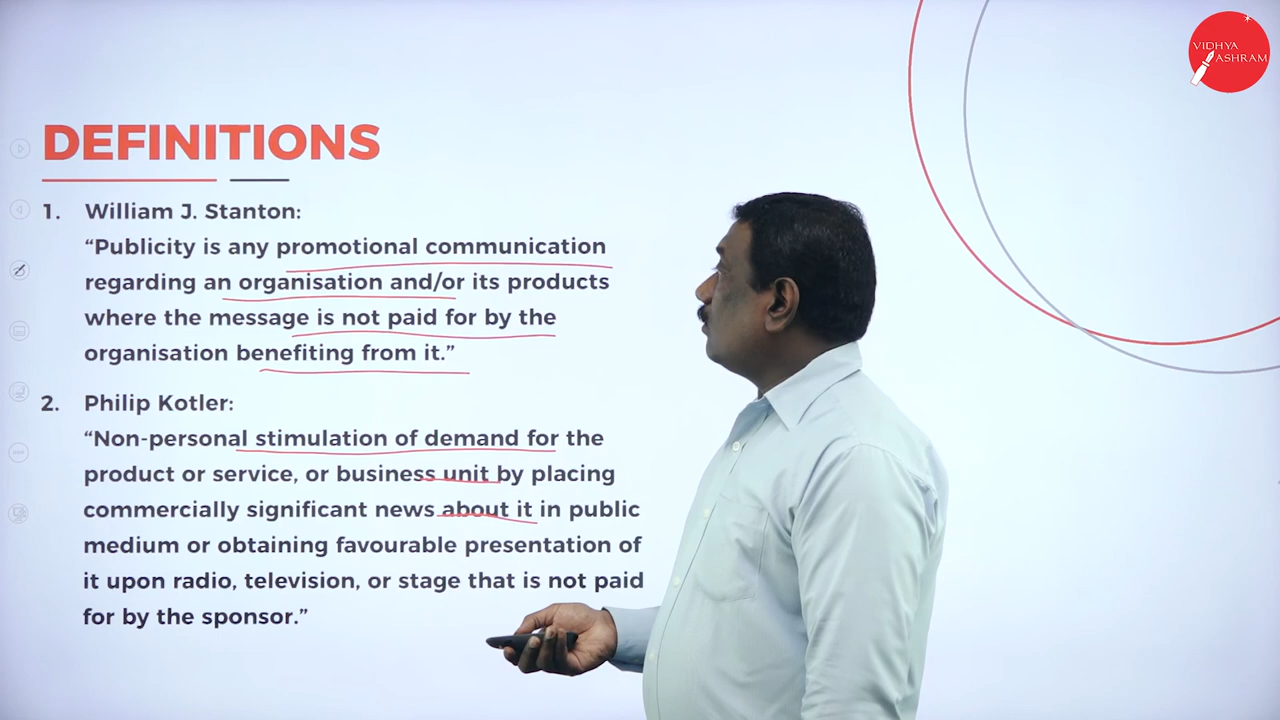 VIDHYA
ASHRAM
DEFINITIONS
1. William J. Stanton:
“Publicity is any promotional communication
regarding an organisation and/or its products
where the message is not paid for by the
organisation benefiting from it.”
2. Philip Kotler:
“Non-personal stimulation of demand for the
product or service, or business unit by placing
commercially significant news about it in public
medium or obtaining favourable presentation of
it upon radio, television, or stage that is not paid
for by the sponsor.”